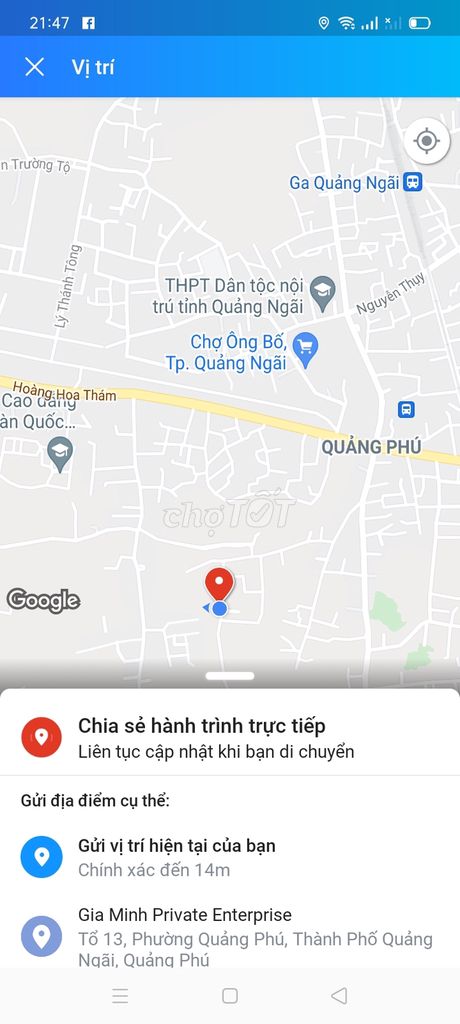 21:47
Vị trí
n Trường Tộ
Ga Quảng Ngãi
Lý Thánh Tông
THPT Dân tộc nội
trú tỉnh Quảng Ngãi
Nguyễn Thụy
Chợ Ông Bố,
Tp. Quảng Ngãi
Hoàng Hoa Thám
Cao đẳng
àn Quốc...
QUẢNG PHÚ
chợTỐT
Google
Chia sẻ hành trình trực tiếp
Liên tục cập nhật khi bạn di chuyển
Gửi địa điểm cụ thể:
Gửi vị trí hiện tại của bạn
Chính xác đến 14m
Gia Minh Private Enterprise
Tổ 13, Phường Quảng Phú, Thành Phố Quảng
Ngãi, Quảng Phú